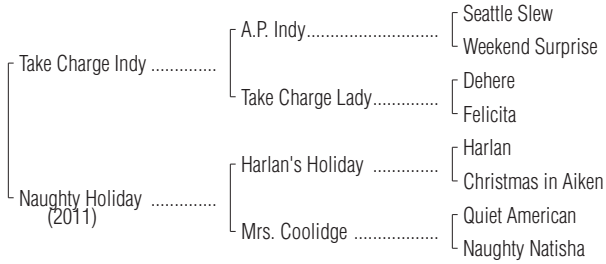 Seattle Slew
A.P. Indy..............................
Weekend Surprise
Take Charge Indy ..............
Dehere
Take Charge Lady..............
Felicita
Harlan
Harlan's Holiday ..............
Christmas in Aiken
Naughty Holiday ..............
(2011)
Quiet American
Mrs. Coolidge ..................
Naughty Natisha